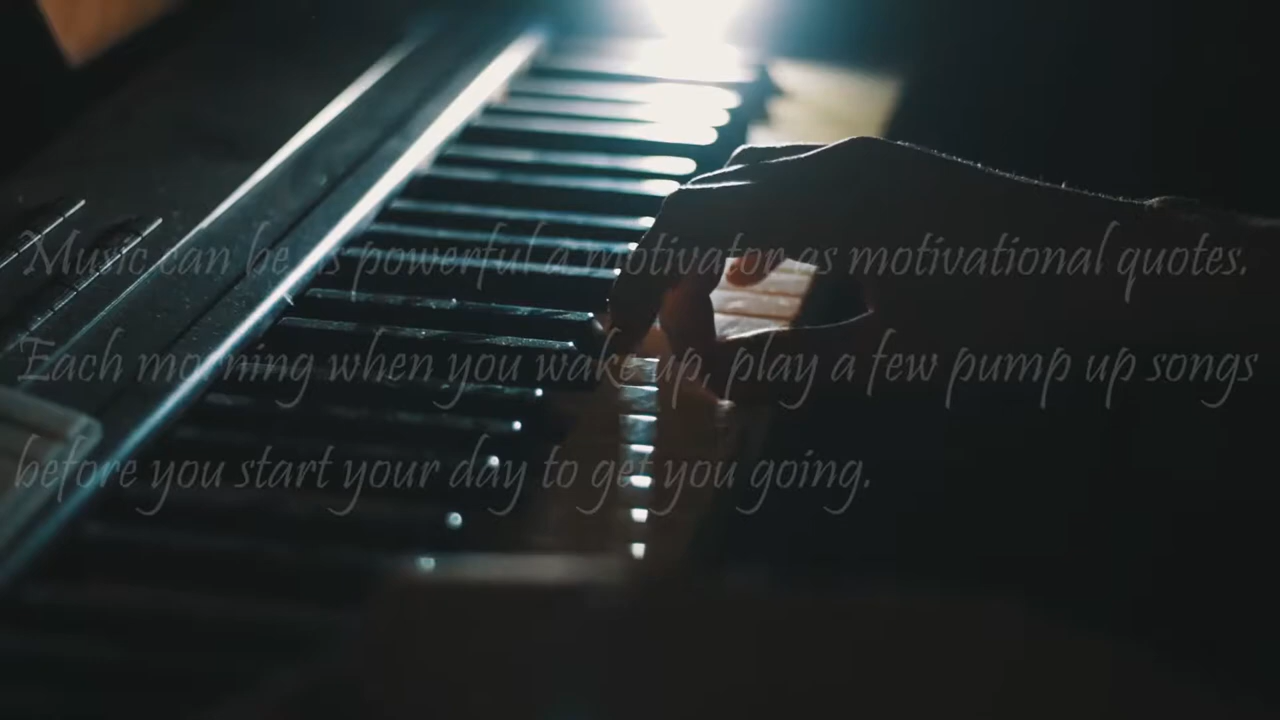 Music can be as powerful a motivator as motivational quotes.
Each morning when you wake up, play a few pump up songs
before you start your day to get you going.